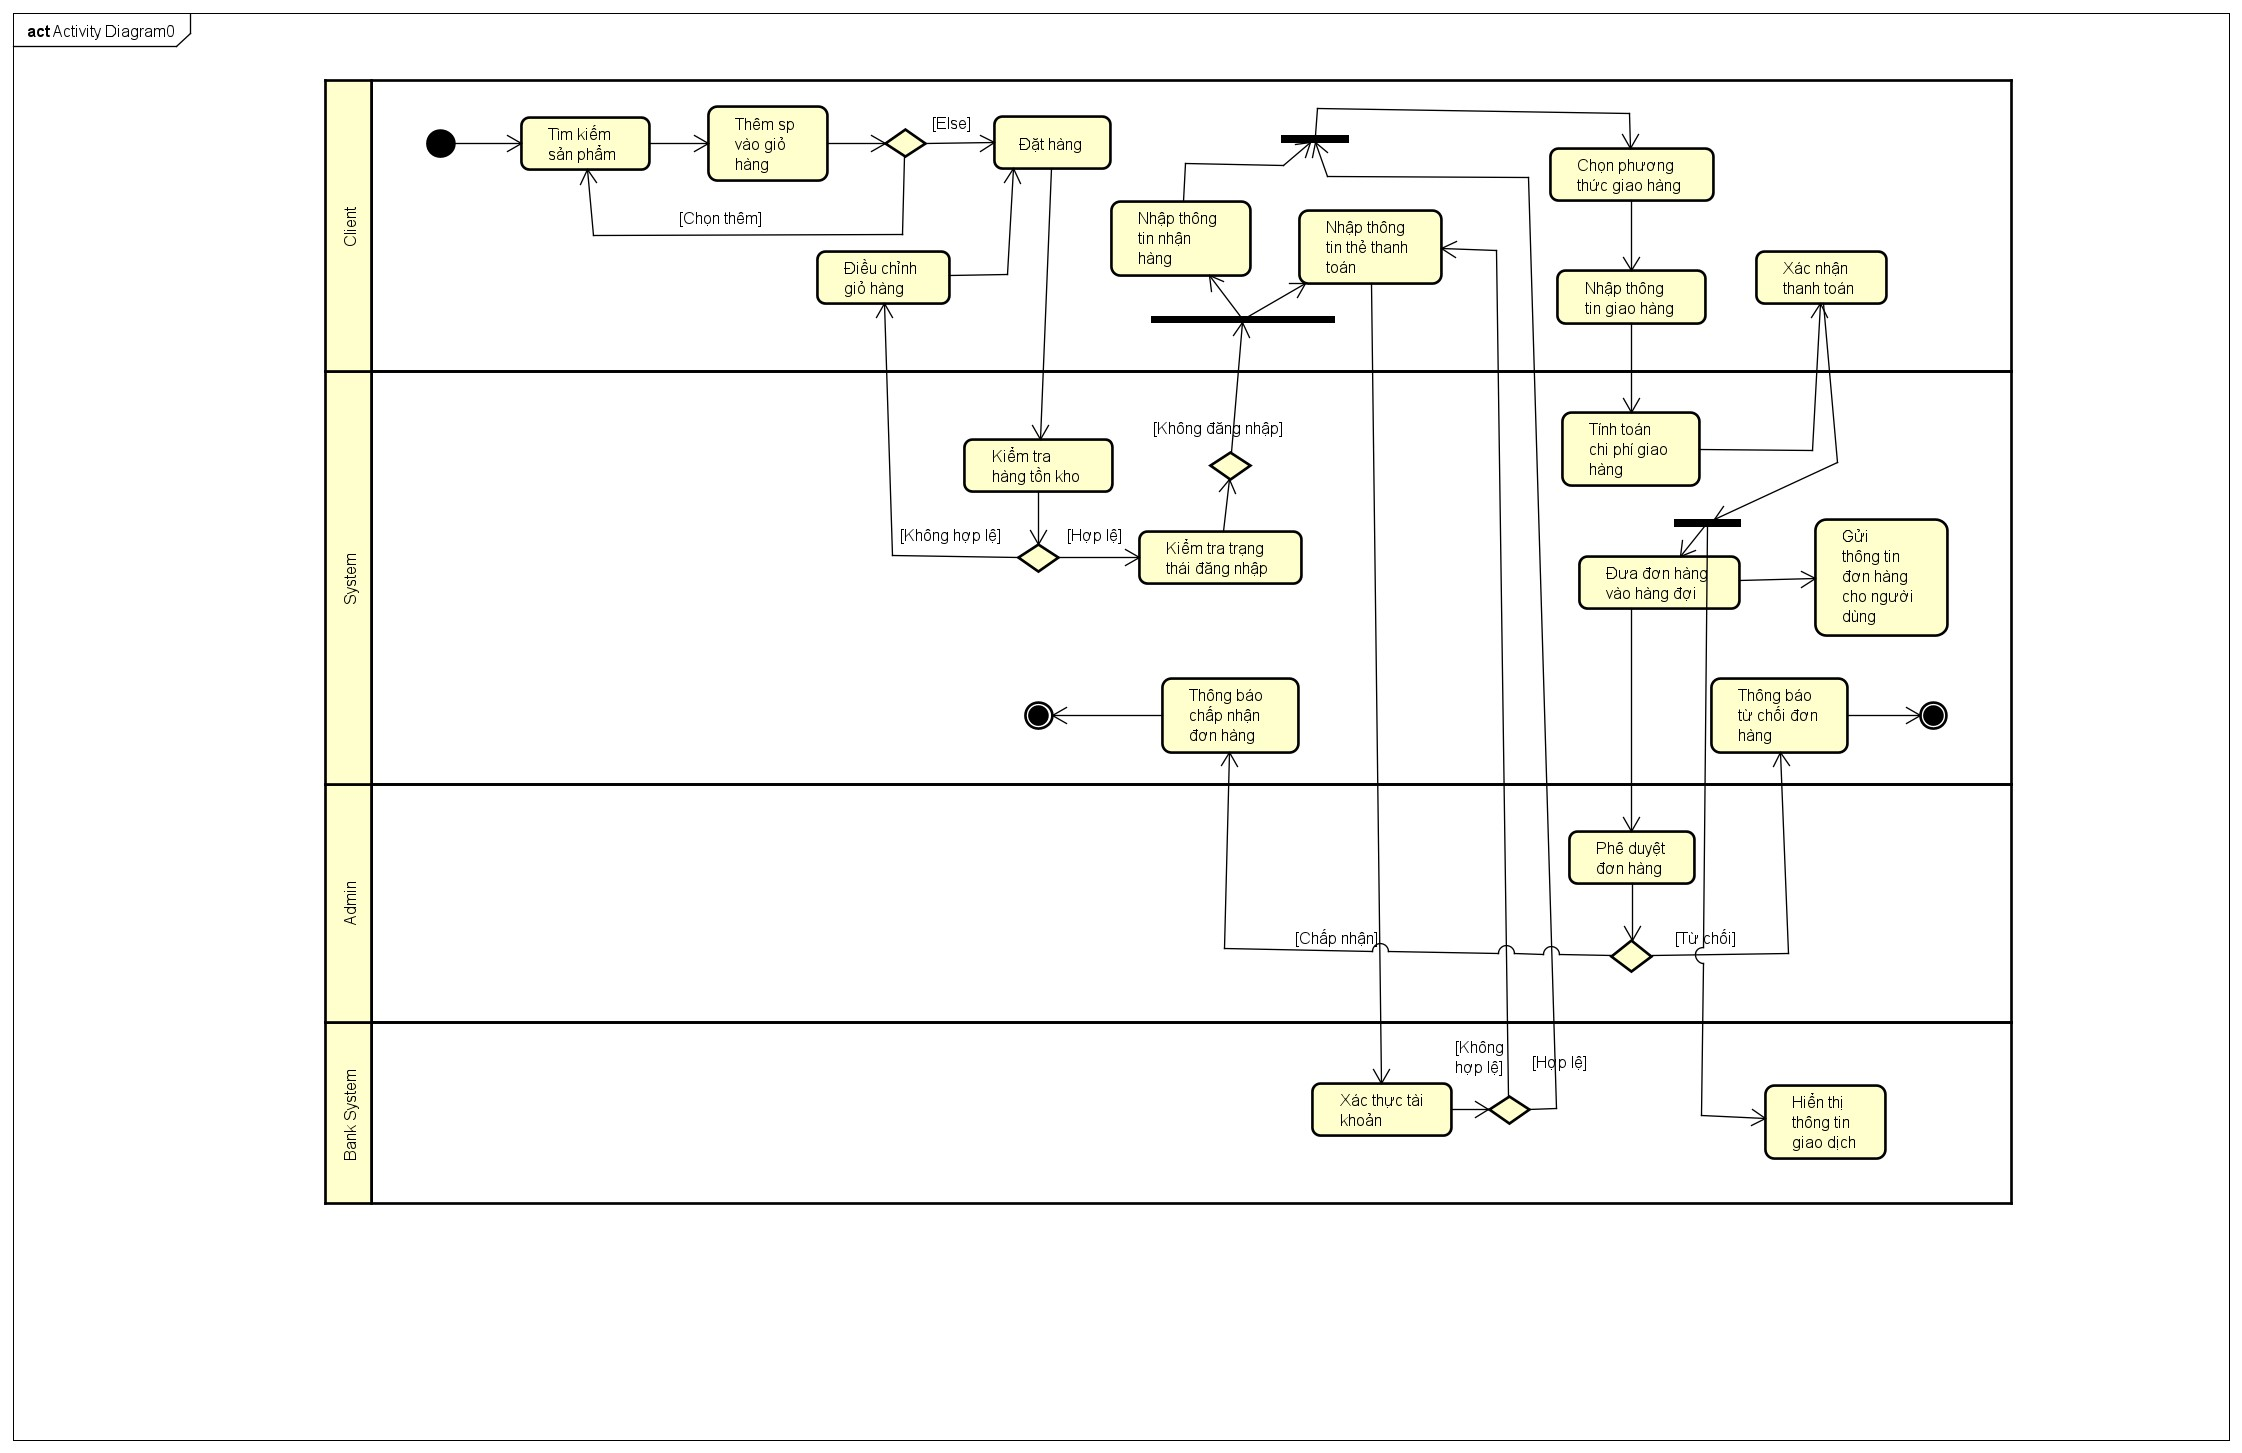 act Activity Diagram0
Client
Tìm kiếm
sản phẩm
Thêm sp
vào giỏ
hàng
[Else]
Đặt hàng
[Chọn thêm]
Điều chỉnh
giỏ hàng
Nhập thông
tin nhận
hàng
Nhập thông
tin thẻ thanh
toán
Chọn phương
thức giao hàng
Nhập thông
tin giao hàng
Xác nhận
thanh toán
System
Kiểm tra
hàng tồn kho
[Không hợp lệ]
[Hợp lệ]
Kiểm tra trạng
thái đăng nhập
[Không đăng nhập]
Tính toán
chi phí giao
hàng
Đưa đơn hàng
vào hàng đợi
Gửi
thông tin
đơn hàng
cho người
dùng
Thông báo
chấp nhận
đơn hàng
Thông báo
từ chối đơn
hàng
Admin
Phê duyệt
đơn hàng
[Chấp nhận]
[Từ chối]
Bank System
Xác thực tài
khoản
[Không
hợp lệ]
[Hợp lệ]
Hiển thị
thông tin
giao dịch